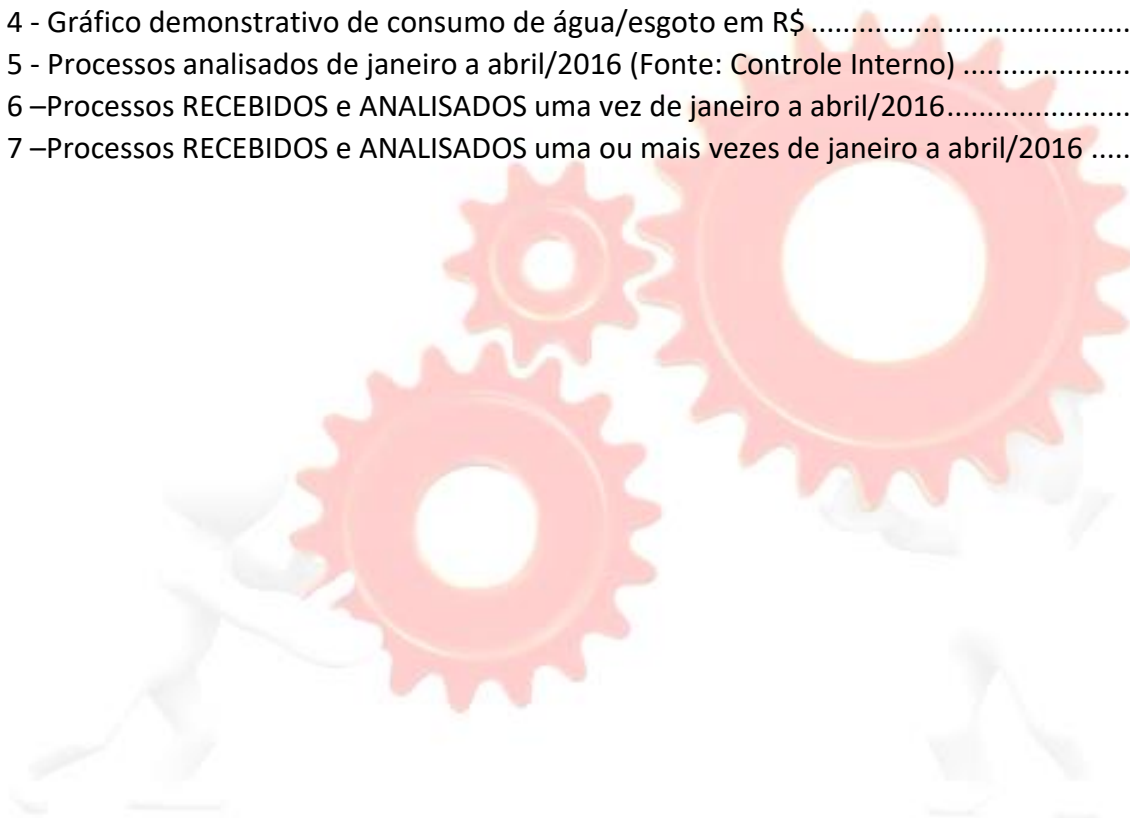 4 - Gráfico demonstrativo de consumo de água/esgoto em R$ ..................................
5 - Processos analisados de janeiro a abril/2016 (Fonte: Controle Interno) .....................
6 –Processos RECEBIDOS e ANALISADOS uma vez de janeiro a abril/2016.......................
7 –Processos RECEBIDOS e ANALISADOS uma ou mais vezes de janeiro a abril/2016 .....